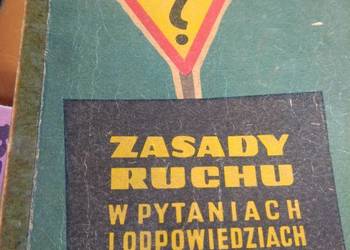 ?
ZASADY
RUCHU
W PYTANIACH
I ODPOWIEDZIACH